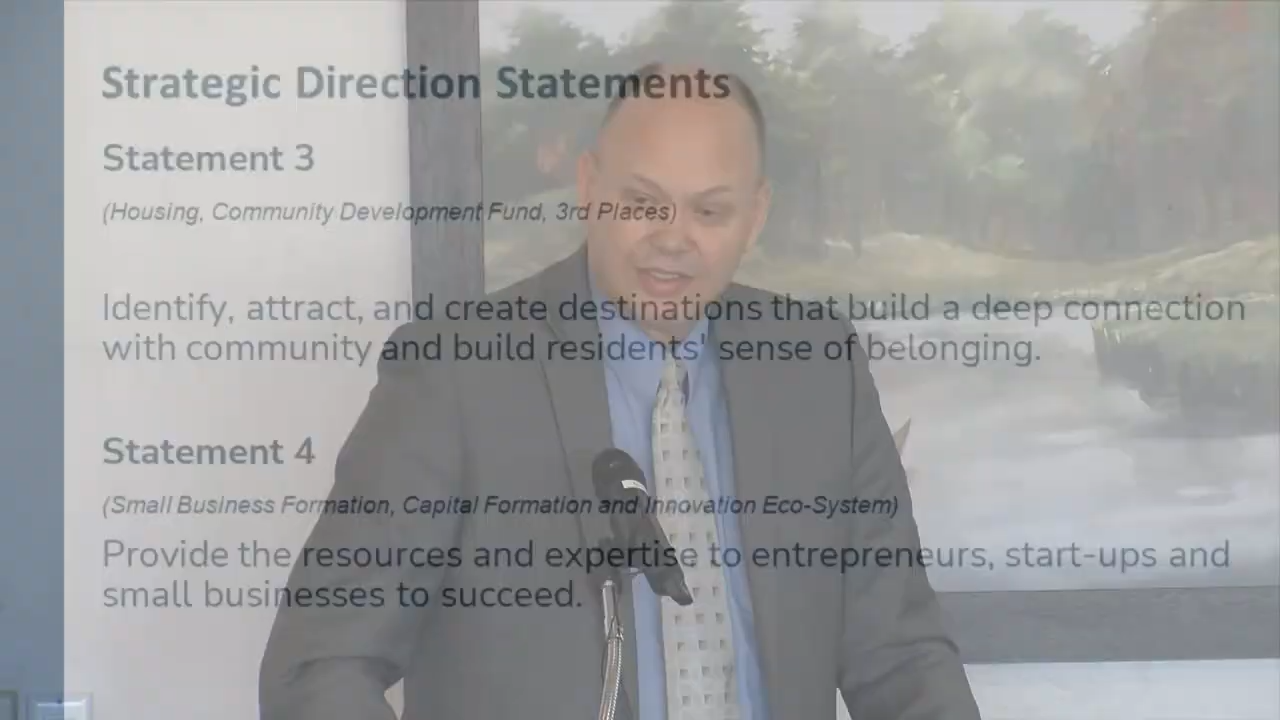 Strategic Direction Statements
Statement 3
(Housing, Community Development Fund, 3rd Places)
Identify, attract, and create destinations that build a deep connection
with community and build residents' sense of belonging.
Statement 4
(Small Business Formation, Capital Formation and Innovation Eco-System)
Provide the resources and expertise to entrepreneurs, start-ups and
small businesses to succeed.